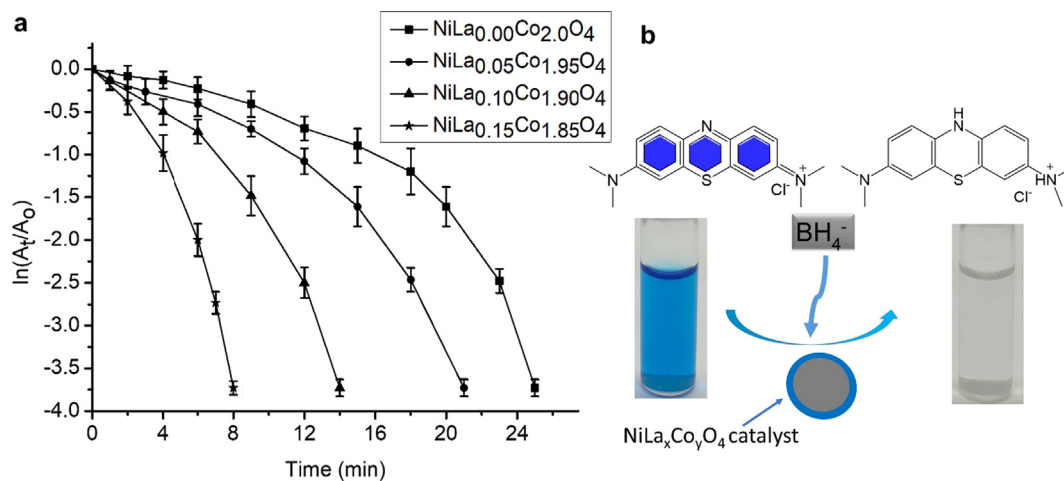 a
NiLa0.00Co2.0O4
NiLa0.05Co1.95O4
NiLa0.10Co1.90O4
NiLa0.15Co1.85O4
0.0
-0.5
-1.0
-1.5
-2.0
-2.5
-3.0
-3.5
-4.0
ln(At/Ao)
0 4 8 12 16 20 24
Time (min)
b
N
N
S
N+
Cl-
H
N
N
S
HN+
Cl-
BH4-
NiLaxCoyO4 catalyst